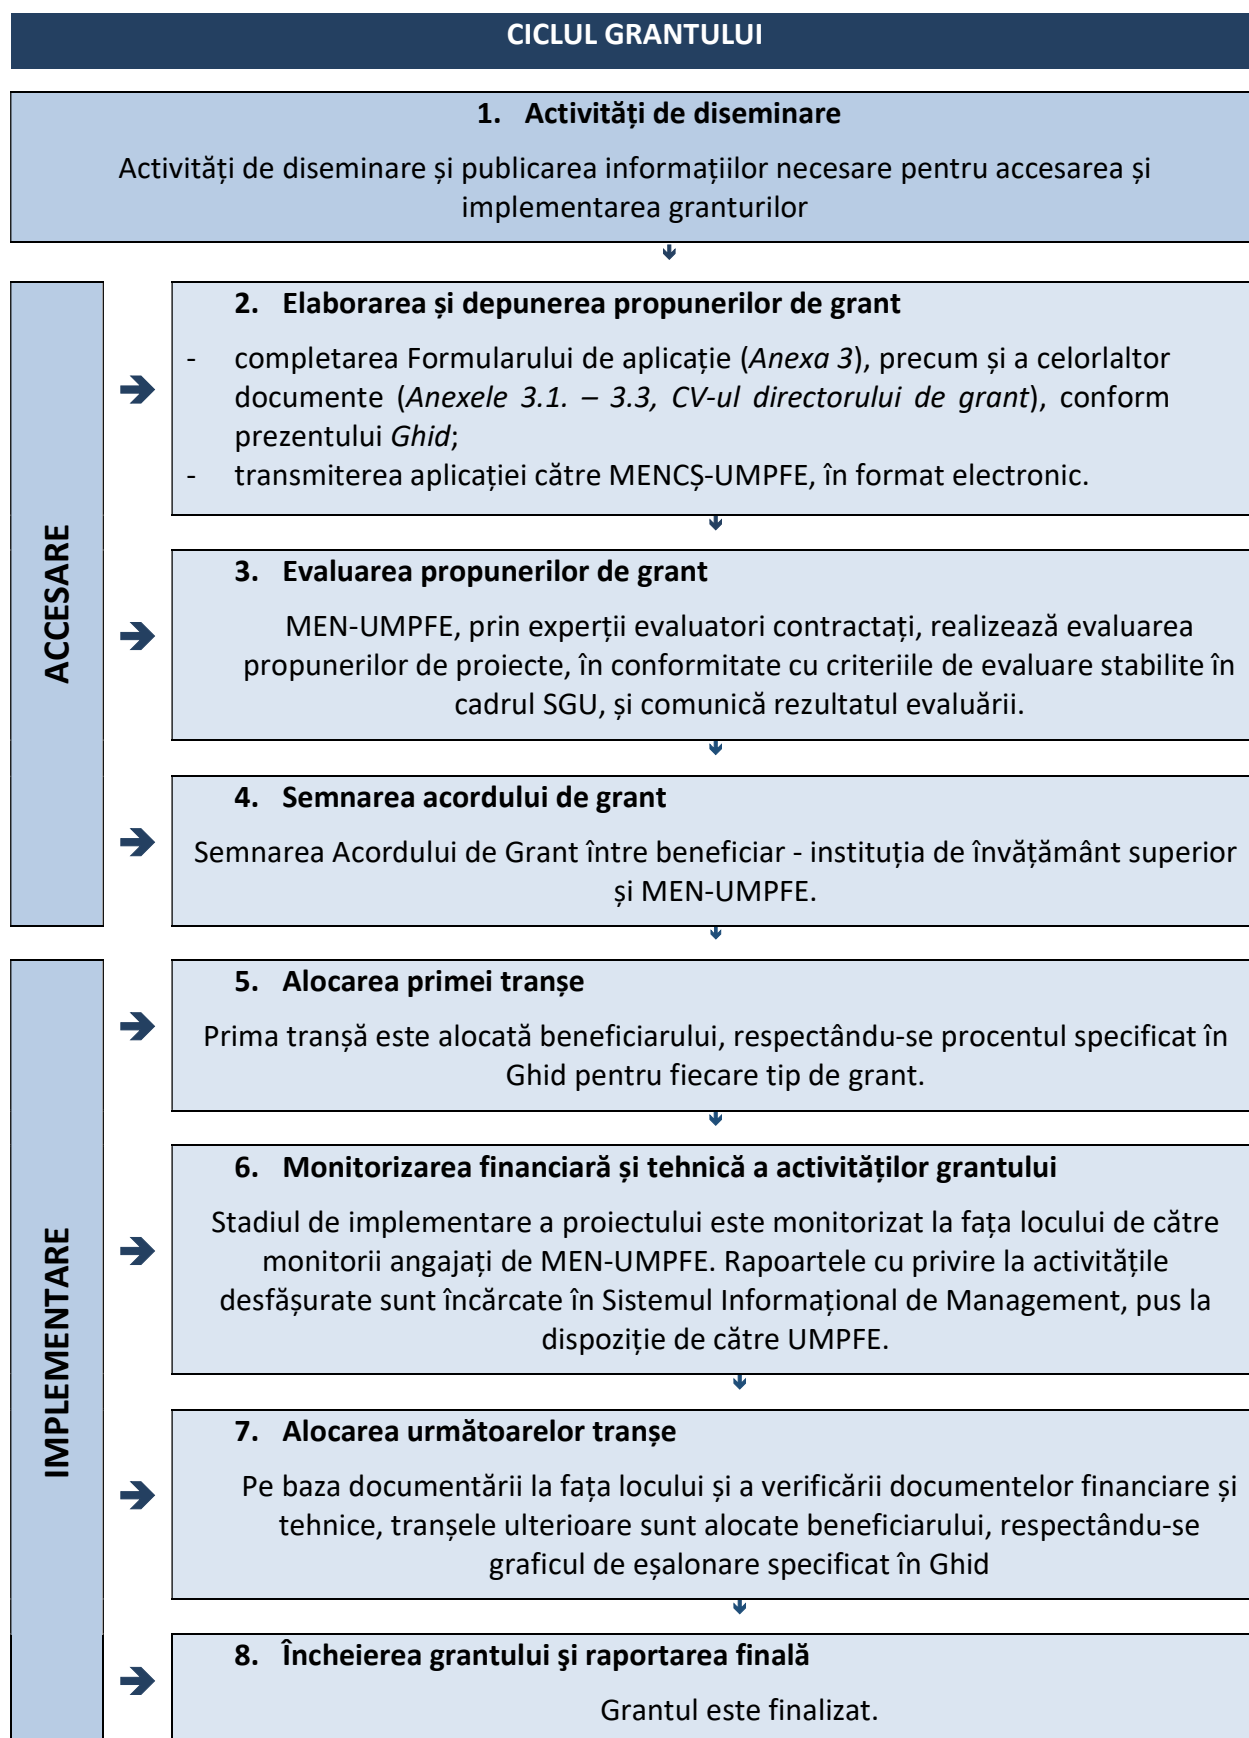 CICLUL GRANTULUI
1. Activități de diseminare
Activități de diseminare și publicarea informațiilor necesare pentru accesarea și
implementarea granturilor
ACCESARE
2. Elaborarea și depunerea propunerilor de grant
- completarea Formularului de aplicație (Anexa 3), precum și a celorlaltor
documente (Anexele 3.1. – 3.3, CV-ul directorului de grant), conform
prezentului Ghid;
- transmiterea aplicației către MENCȘ-UMPFE, în format electronic.
3. Evaluarea propunerilor de grant
MEN-UMPFE, prin experții evaluatori contractați, realizează evaluarea
propunerilor de proiecte, în conformitate cu criteriile de evaluare stabilite în
cadrul SGU, și comunică rezultatul evaluării.
4. Semnarea acordului de grant
Semnarea Acordului de Grant între beneficiar - instituția de învățământ superior
și MEN-UMPFE.
IMPLEMENTARE
5. Alocarea primei tranșe
Prima tranșă este alocată beneficiarului, respectându-se procentul specificat în
Ghid pentru fiecare tip de grant.
6. Monitorizarea financiară și tehnică a activităților grantului
Stadiul de implementare a proiectului este monitorizat la fața locului de către
monitorii angajați de MEN-UMPFE. Rapoartele cu privire la activitățile
desfășurate sunt încărcate în Sistemul Informațional de Management, pus la
dispoziție de către UMPFE.
7. Alocarea următoarelor tranșe
Pe baza documentării la fața locului și a verificării documentelor financiare și
tehnice, tranșele ulterioare sunt alocate beneficiarului, respectându-se
graficul de eșalonare specificat în Ghid
8. Încheierea grantului şi raportarea finală
Grantul este finalizat.